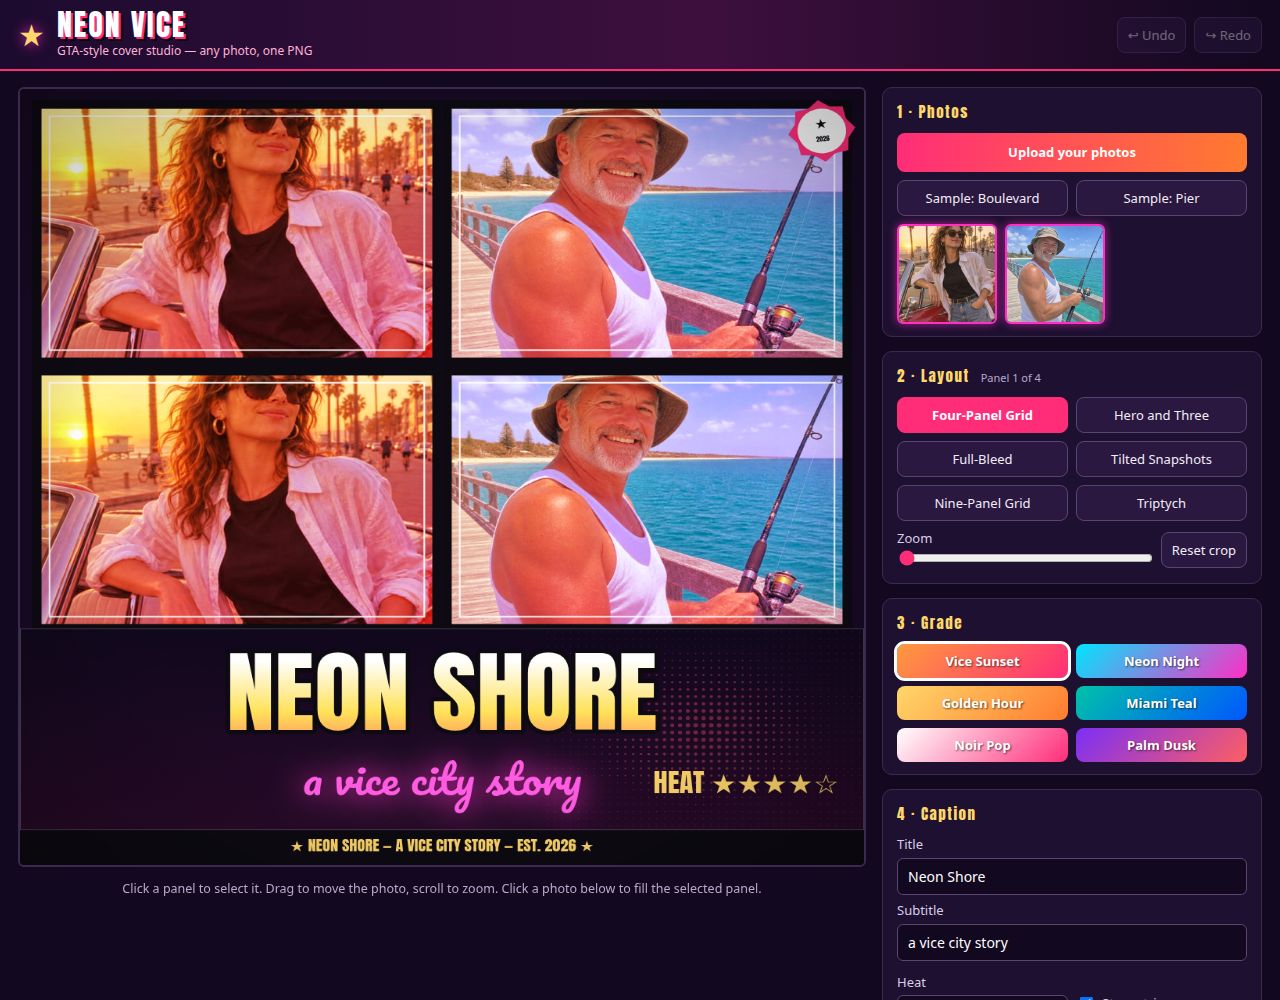 ★ NEON VICE
GTA-style cover studio — any photo, one PNG
↩ Undo
↪ Redo
★
2026
NEON SHORE
a vice city story
HEAT ★★★★☆
★ NEON SHORE – A VICE CITY STORY – EST. 2026 ★
Click a panel to select it. Drag to move the photo, scroll to zoom. Click a photo below to fill the selected panel.
1 · Photos
Upload your photos
Sample: Boulevard
Sample: Pier
2 · Layout Panel 1 of 4
Four-Panel Grid
Hero and Three
Full-Bleed
Tilted Snapshots
Nine-Panel Grid
Triptych
Zoom
Reset crop
3 · Grade
Vice Sunset
Neon Night
Golden Hour
Miami Teal
Noir Pop
Palm Dusk
4 · Caption
Title
Neon Shore
Subtitle
a vice city story
Heat